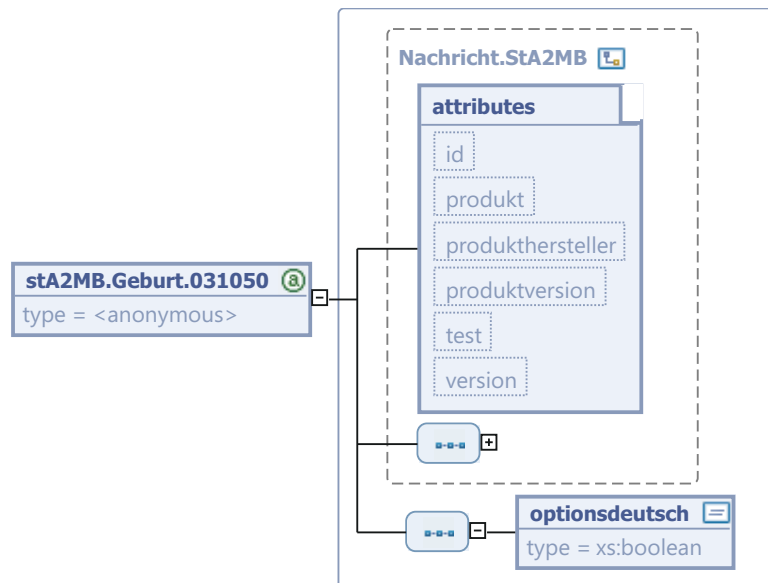 Nachricht.StA2MB
attributes
id
produkt
produkthersteller
produktversion
test
version
stA2MB.Geburt.031050
type = <anonymous>
optionsdeutsch
type = xs:boolean